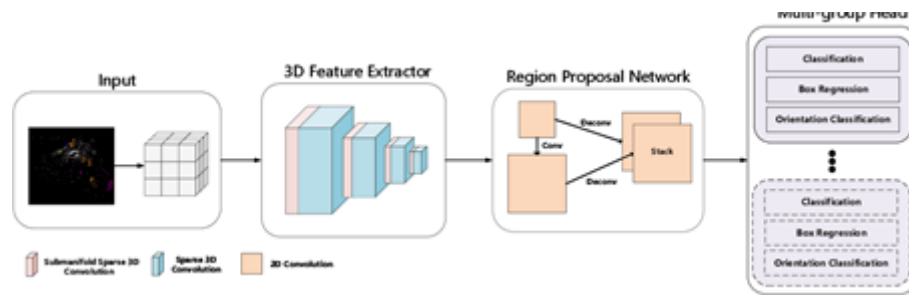 Multi-group Head
Input
3D Feature Extractor
Region Proposal Network
Classification
Box Regression
Orientation Classification
Deconv
Conv
Stack
Deconv
Classification
Box Regression
Orientation Classification
Submanifold Sparse 3D
Convolution
Sparse 3D
Convolution
2D Convolution